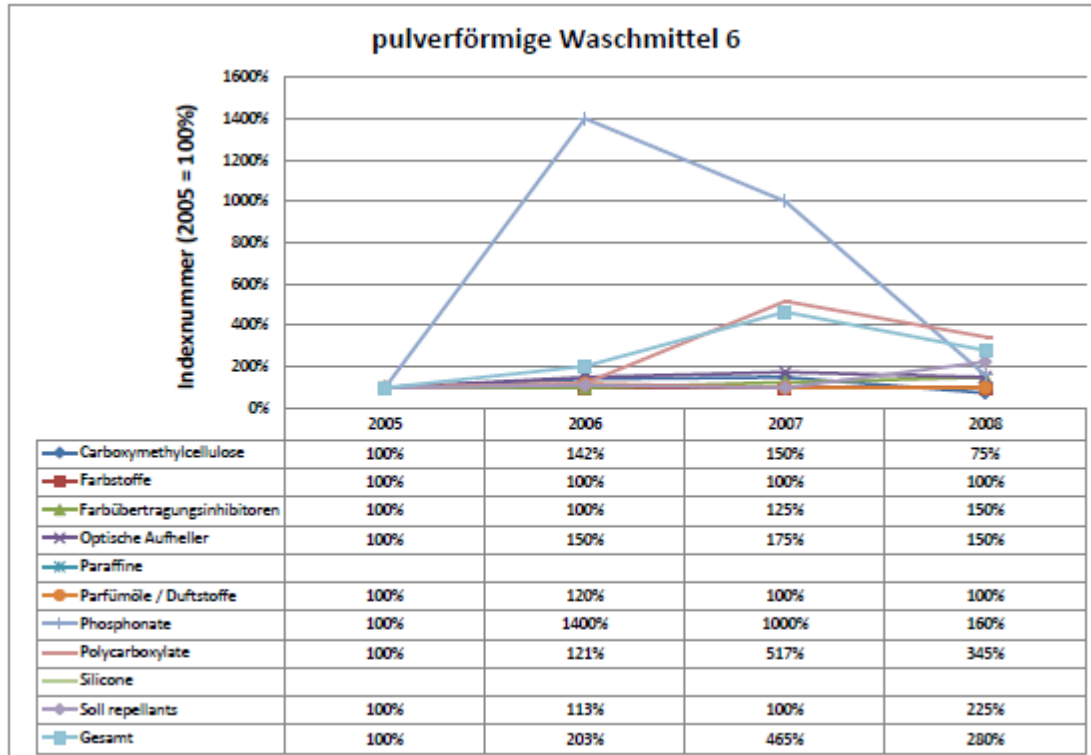 pulverförmige Waschmittel 6
Indexnummer (2005 = 100%)
1600%
1400%
1200%
1000%
800%
600%
400%
200%
0%
2005 2006 2007 2008
Carboxymethylcellulose 100% 142% 150% 75%
Farbstoffe 100% 100% 100% 100%
Farbübertragungsinhibitoren 100% 100% 125% 150%
Optische Aufheller 100% 150% 175% 150%
Paraffine
Parfümöle / Duftstoffe 100% 120% 100% 100%
Phosphonate 100% 1400% 1000% 160%
Polycarboxylate 100% 121% 517% 345%
Silicone
Soll repellants 100% 113% 100% 225%
Gesamt 100% 203% 465% 280%